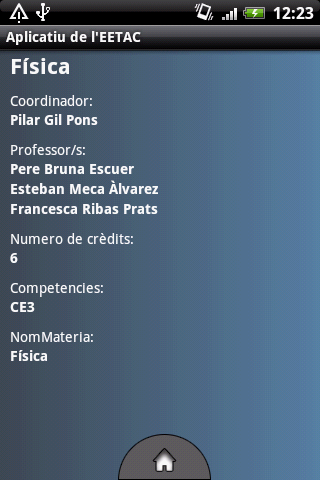 12:23
Aplicatiu de l'EETAC
Física
Coordinador:
Pilar Gil Pons
Professor/s:
Pere Bruna Escuer
Esteban Meca Àlvarez
Francesca Ribas Prats
Numero de crèdits:
6
Competencies:
CE3
NomMateria:
Física